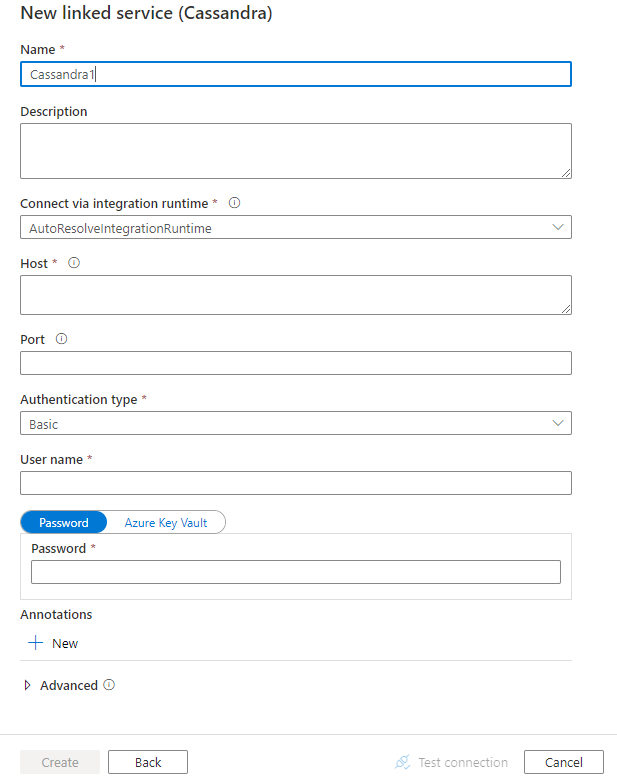 New linked service (Cassandra)
Name *
Cassandra1
Description
Connect via integration runtime *
AutoResolveIntegrationRuntime
Host *
Port
Authentication type *
Basic
User name *
Password Azure Key Vault
Password *
Annotations
New
Advanced
Create Back Test connection Cancel